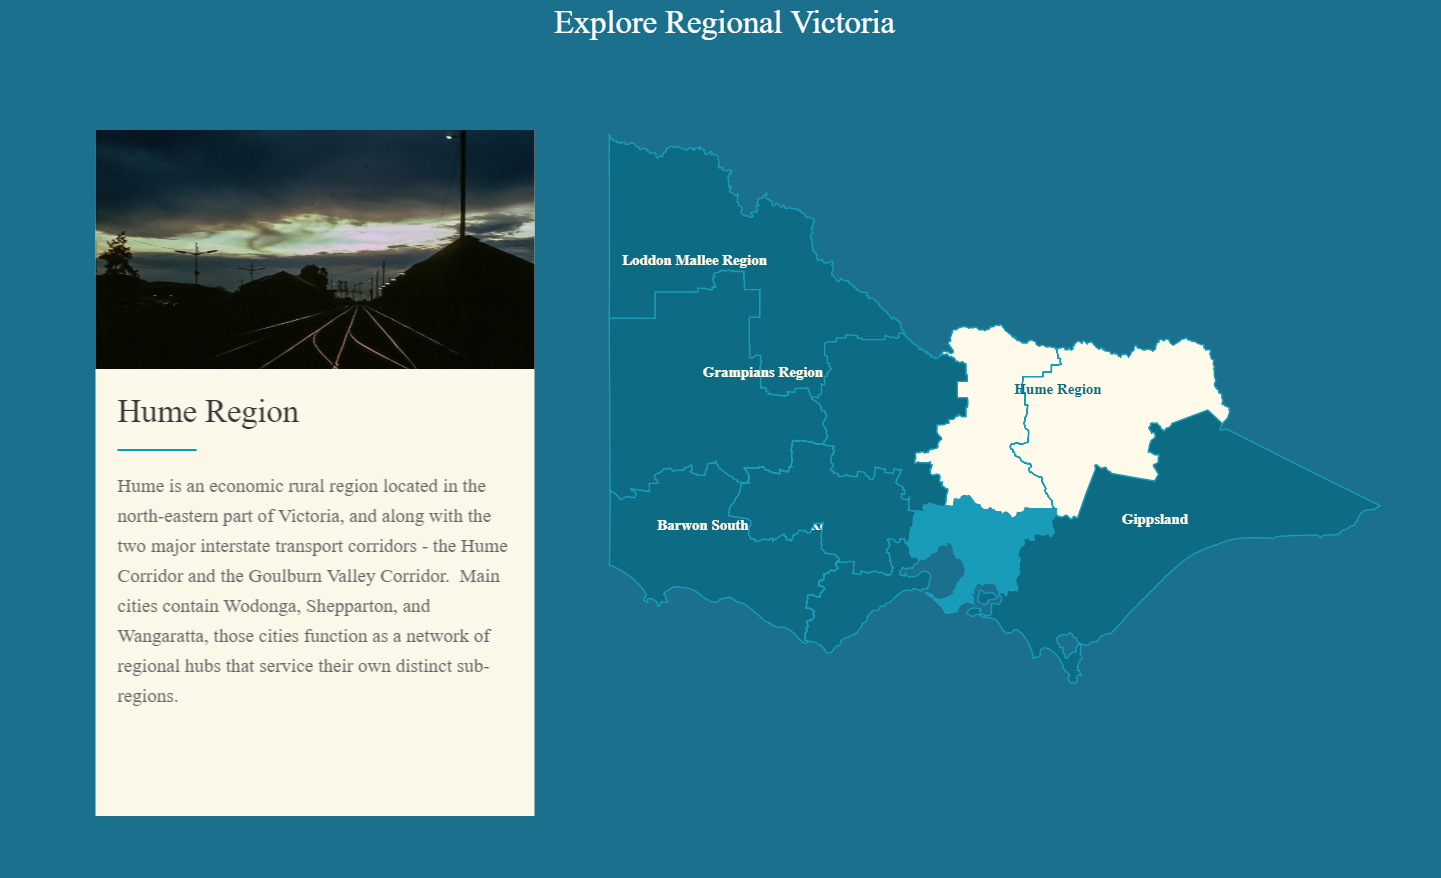 Explore Regional Victoria
Hume Region
Hume is an economic rural region located in the
north-eastern part of Victoria, and along with the
two major interstate transport corridors - the Hume
Corridor and the Goulburn Valley Corridor.  Main
cities contain Wodonga, Shepparton, and
Wangaratta, those cities function as a network of
regional hubs that service their own distinct sub-
regions.
Loddon Mallee Region
Grampians Region
Hume Region
Barwon South
Gippsland